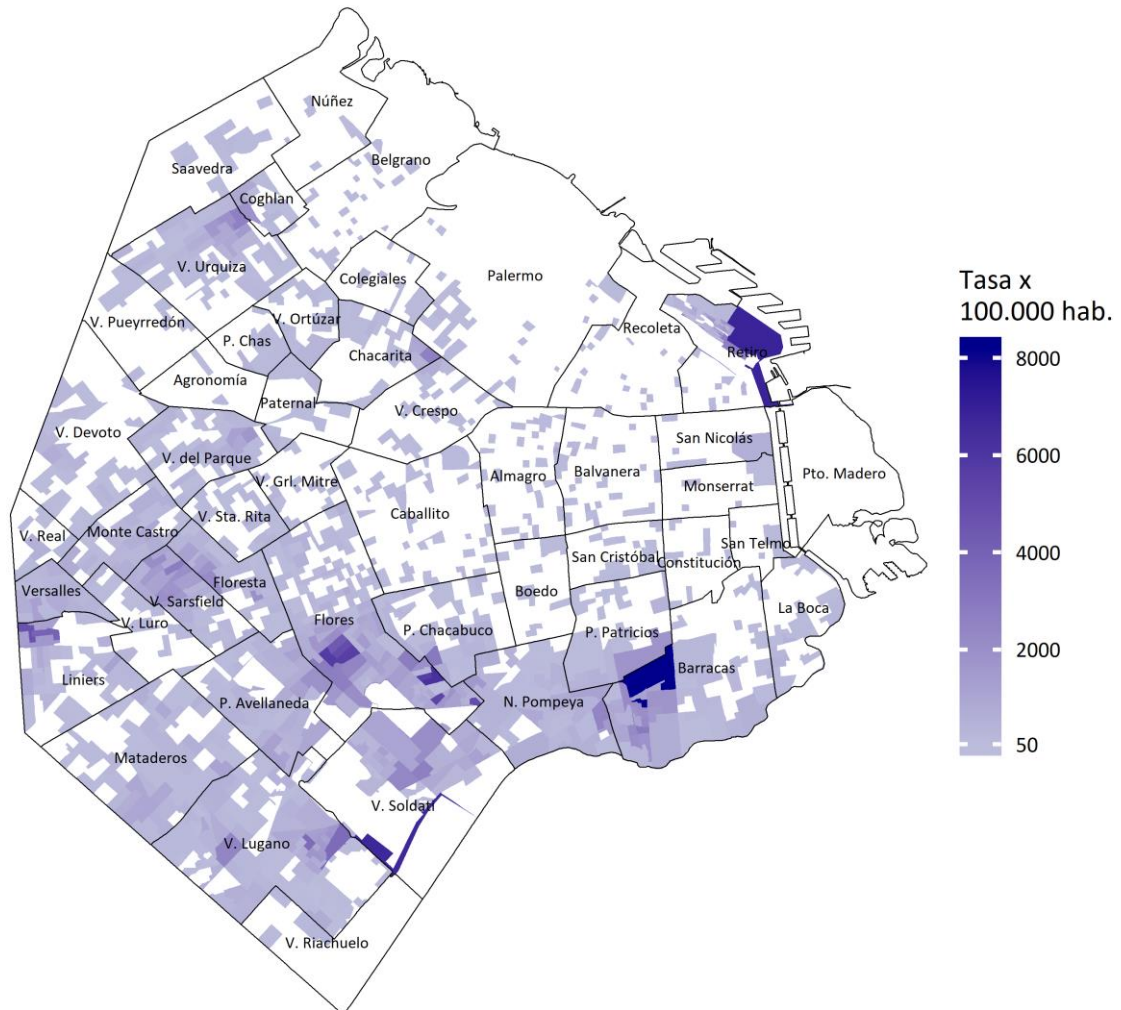 Núñez
Belgrano
Saavedra
Coghlan
V. Urquiza
Colegiales
Palermo
V. Pueyrredón
V. Ortúzar
P. Chas
Chacarita
Recoleta
Retiro
Agronomía
Paternal
V. Crespo
V. Devoto
V. del Parque
San Nicolás
Almagro
Balvanera
Pto. Madero
V. Grl. Mitre
Monserrat
Caballito
V. Sta. Rita
Monte Castro
V. Real
San Telmo
San Cristóbal
Constitución
Floresta
Versalles
Boedo
V. Sarsfield
La Boca
V. Luro
Flores
P. Chacabuco
P. Patricios
Barracas
Liniers
P. Avellaneda
N. Pompeya
Mataderos
V. Soldati
V. Lugano
V. Riachuelo
Tasa x
100.000 hab.
8000
6000
4000
2000
50